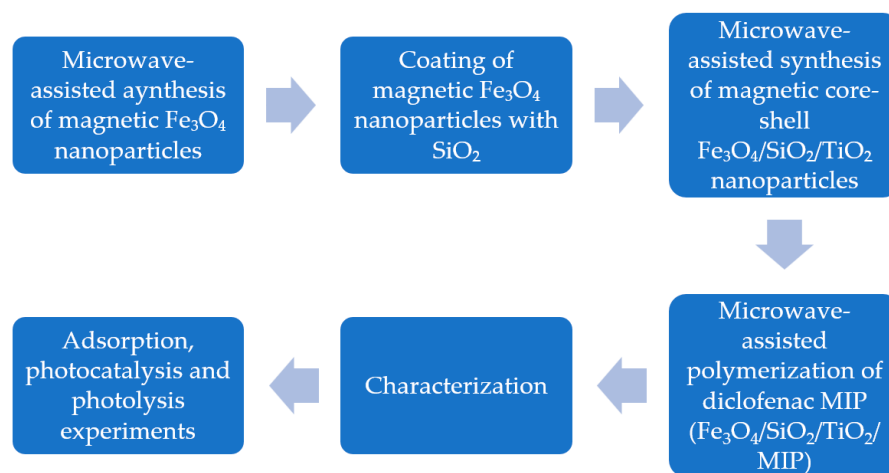 Microwave-
assisted aynthesis
of magnetic Fe₃O₄
nanoparticles
Coating of
magnetic Fe₃O₄
nanoparticles with
SiO₂
Microwave-
assisted synthesis
of magnetic core-
shell
Fe₃O₄/SiO₂/TiO₂
nanoparticles
Microwave-
assisted
polymerization of
diclofenac MIP
(Fe₃O₄/SiO₂/TiO₂/
MIP)
Characterization
Adsorption,
photocatalysis and
photolysis
experiments